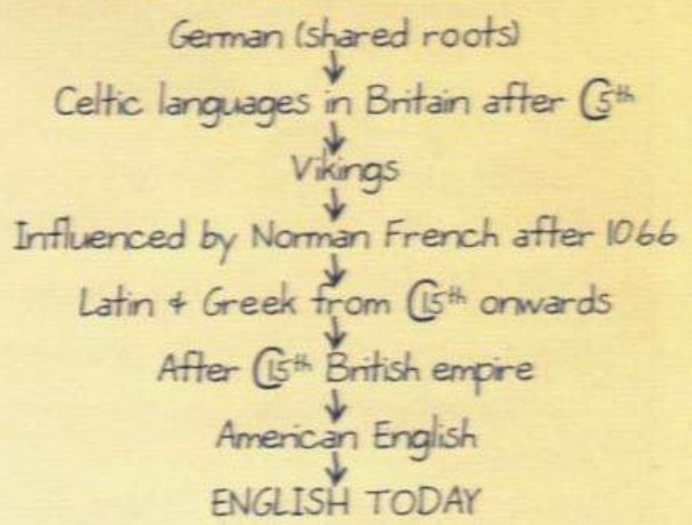 German (shared roots)
Celtic languages in Britain after C5th
Vikings
Influenced by Norman French after 1066
Latin + Greek from C15th onwards
After C15th British empire
American English
ENGLISH TODAY